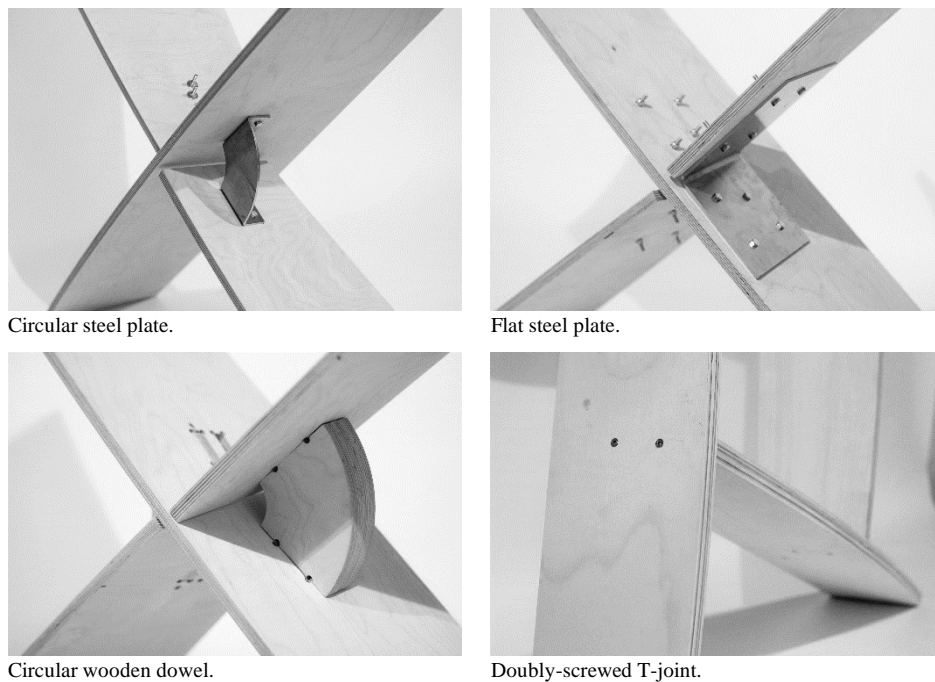 Circular steel plate.
Flat steel plate.
Circular wooden dowel.
Doubly-screwed T-joint.